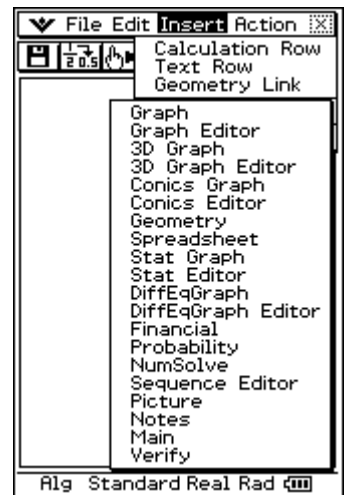 File Edit Insert Action
Calculation Row
Text Row
Geometry Link
Graph
Graph Editor
3D Graph
3D Graph Editor
Conics Graph
Conics Editor
Geometry
Spreadsheet
Stat Graph
Stat Editor
DiffEqGraph
DiffEqGraph Editor
Financial
Probability
NumSolve
Sequence Editor
Picture
Notes
Main
Verify
Alg Standard Real Rad